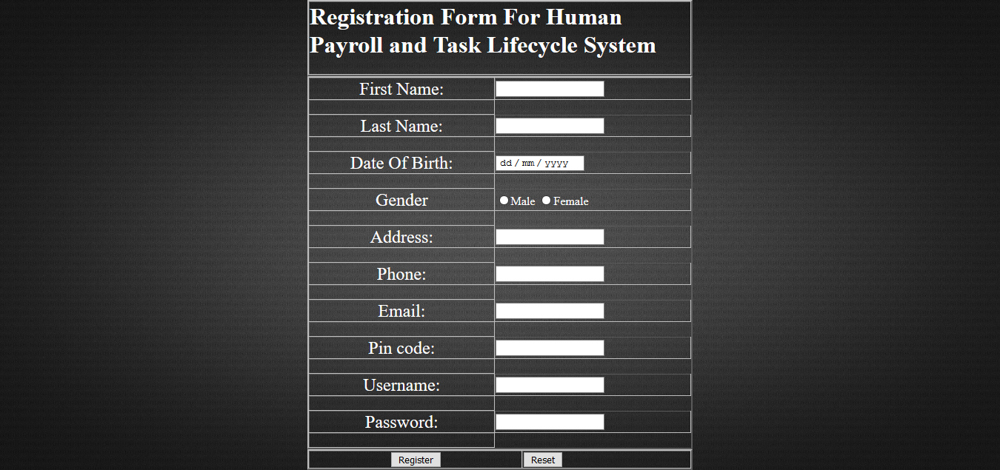 Registration Form For Human
Payroll and Task Lifecycle System
First Name:
Last Name:
Date Of Birth: dd / mm / yyyy
Gender Male Female
Address:
Phone:
Email:
Pin code:
Username:
Password:
Register Reset